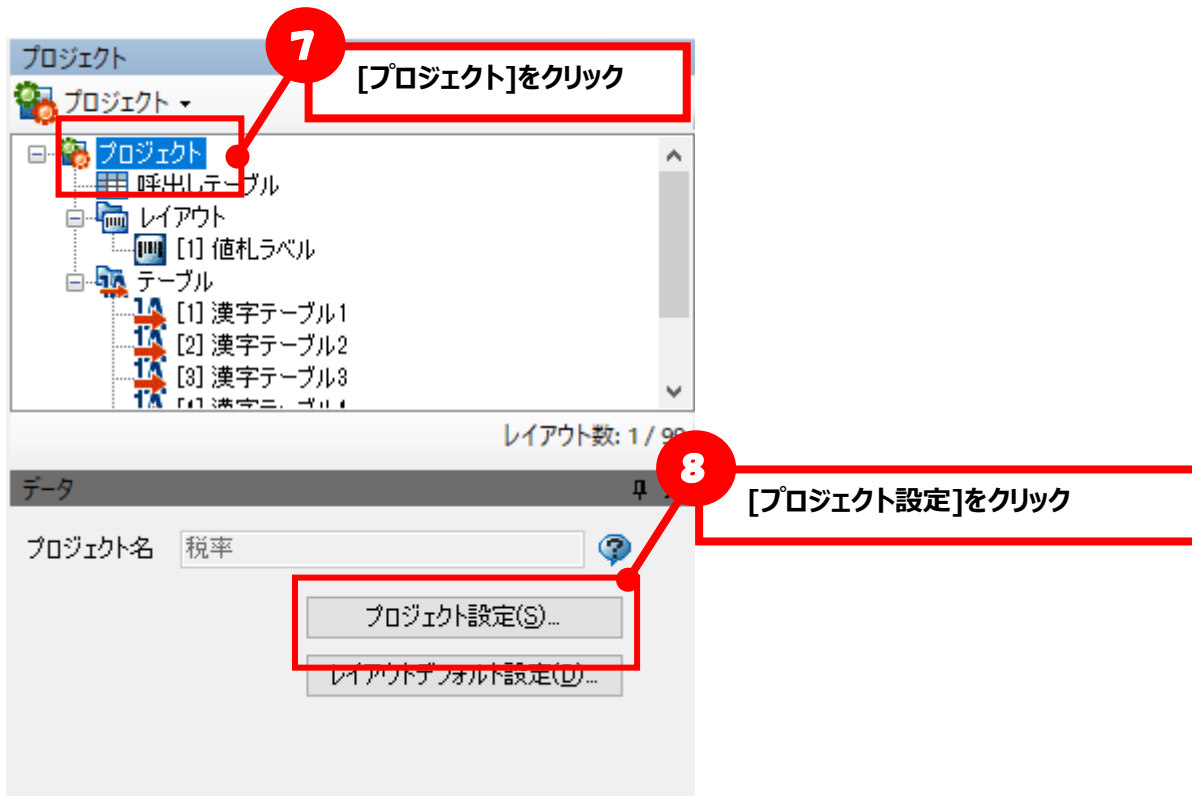 プロジェクト
7
[プロジェクト]をクリック
プロジェクト
プロジェクト
呼出しテーブル
レイアウト
[1] 値札ラベル
テーブル
[1] 漢字テーブル1
[2] 漢字テーブル2
[3] 漢字テーブル3
レイアウト数: 1 / 99
8
[プロジェクト設定]をクリック
データ
プロジェクト名 税率
プロジェクト設定(S)...
レイアウトデフォルト設定(D)...